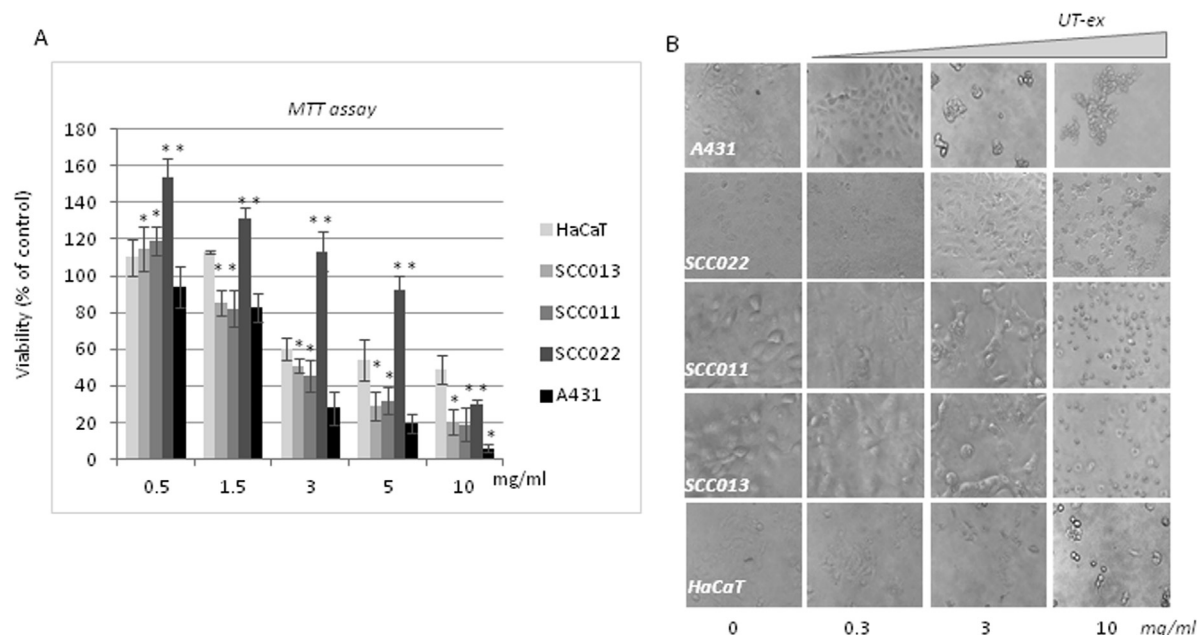 A
MTT assay
Viability (% of control)
180
160
140
120
100
80
60
40
20
0
* *
* *
* *
* *
* *
* *
* *
* *
* *
* * *
*
0.5 1.5 3 5 10 mg/ml
HaCaT
SCC013
SCC011
SCC022
A431
B
UT-ex
A431
SCC022
SCC011
SCC013
HaCaT
0 0.3 3 10 mg/ml